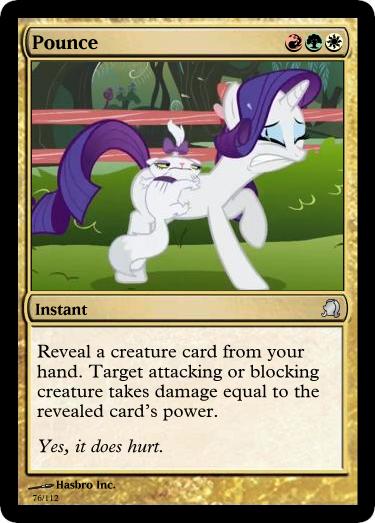 Pounce
Instant
Reveal a creature card from your
hand. Target attacking or blocking
creature takes damage equal to the
revealed card's power.
Yes, it does hurt.
Hasbro Inc.
76/112